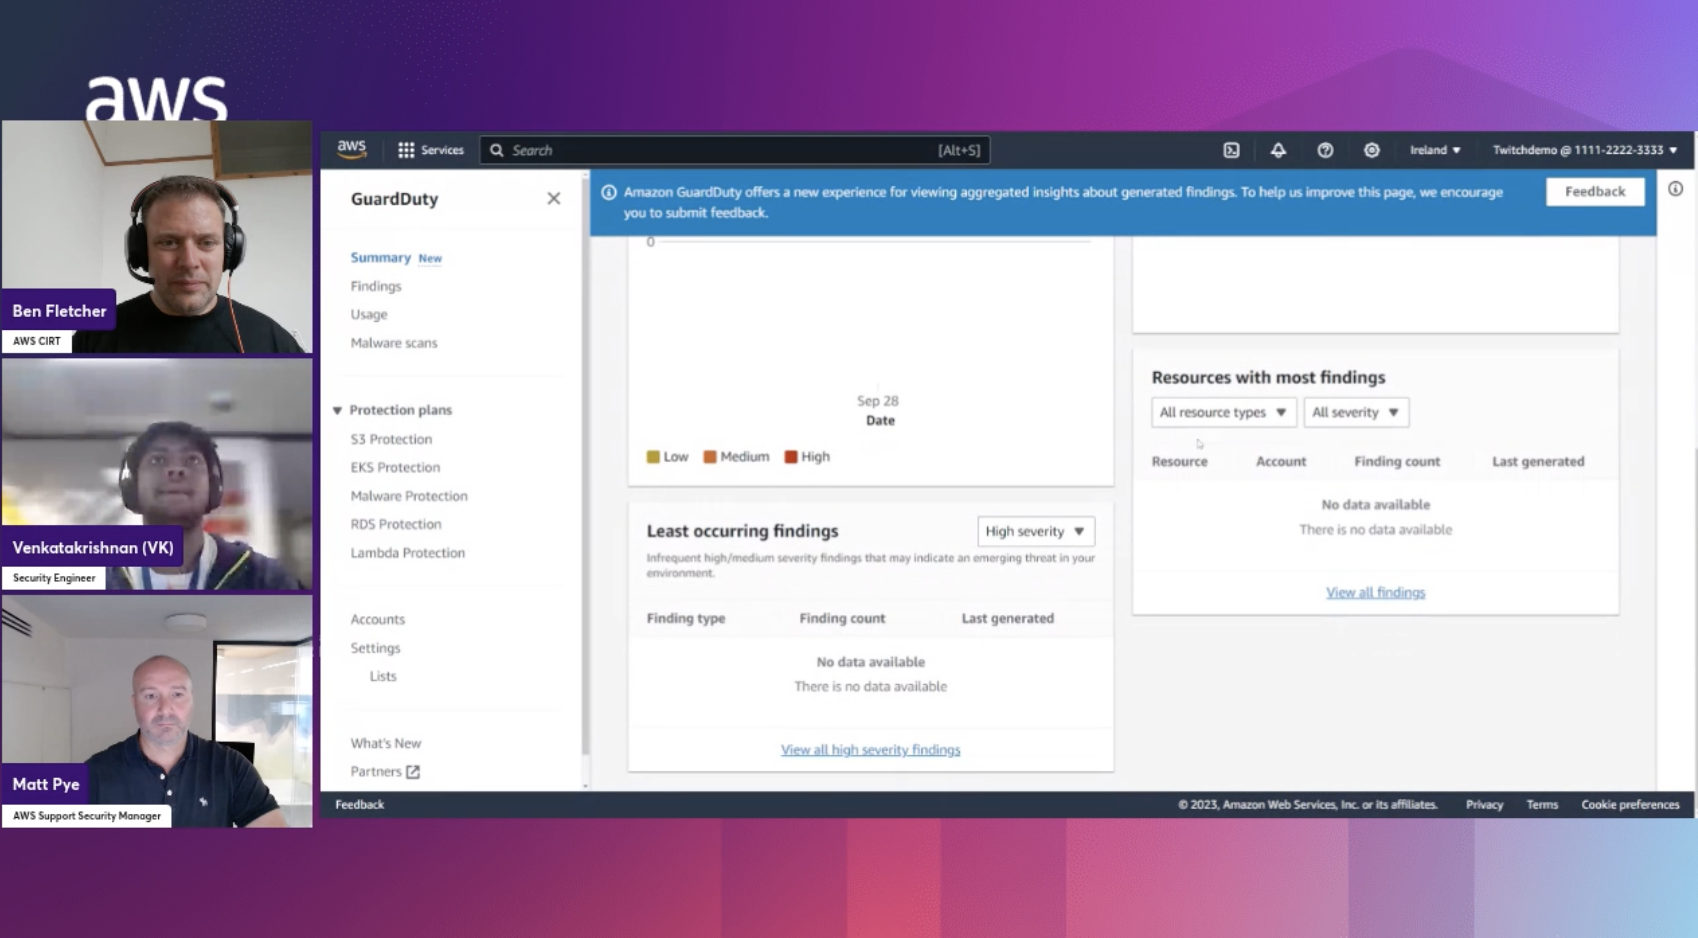 aws
Ben Fletcher
AWS CIRT
Venkatakrishnan (VK)
Security Engineer
Matt Pye
AWS Support Security Manager
aws
Services
Search
[Alt+S]
Ireland
Twitchdemo @ 1111-2222-3333
GuardDuty
Summary New
Findings
Usage
Malware scans
Protection plans
S3 Protection
EKS Protection
Malware Protection
RDS Protection
Lambda Protection
Accounts
Settings
Lists
What's New
Partners
Amazon GuardDuty offers a new experience for viewing aggregated insights about generated findings. To help us improve this page, we encourage
you to submit feedback.
Feedback
0
Sep 28
Date
Low Medium High
Least occurring findings
High severity
Infrequent high/medium severity findings that may indicate an emerging threat in your
environment.
Finding type Finding count Last generated
No data available
There is no data available
View all high severity findings
Resources with most findings
All resource types All severity
Resource Account Finding count Last generated
No data available
There is no data available
View all findings
Feedback
© 2023, Amazon Web Services, Inc. or its affiliates. Privacy Terms Cookie preferences